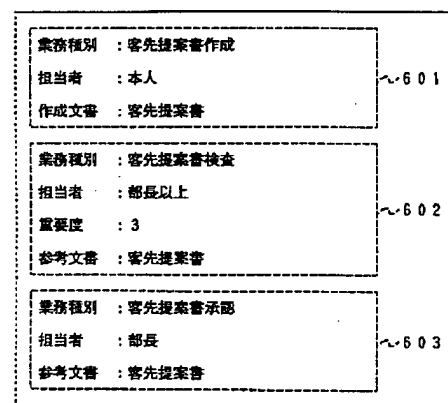 業務種別 ：客先提案書作成
担当者 ：本人 ～601
作成文書 ：客先提案書
業務種別 ：客先提案書検査
担当者 ：部長以上
重要度 ：3 ～602
参考文書 ：客先提案書
業務種別 ：客先提案書承認
担当者 ：部長 ～603
参考文書 ：客先提案書